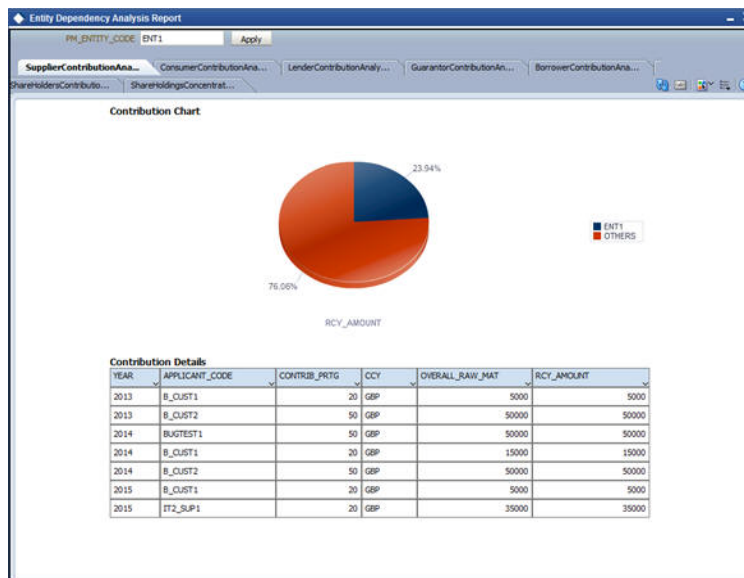 Entity Dependency Analysis Report
PM_ENTITY_CODE ENT1 Apply
SupplierContributionAna... ConsumerContributionAna... LenderContributionAnaly... GuarantorContributionAn... BorrowerContributionAna...
ShareHoldersContributio... ShareHoldingsConcentrat...
Contribution Chart
23.94%
ENT1
OTHERS
76.06%
RCY_AMOUNT
Contribution Details
YEAR APPLICANT_CODE CONTRIB_PRTG CCY OVERALL_RAW_MAT RCY_AMOUNT
2013 B_CUST1 20 GBP 5000 5000
2013 B_CUST2 50 GBP 50000 50000
2014 BUGTEST1 50 GBP 50000 50000
2014 B_CUST1 20 GBP 15000 15000
2014 B_CUST2 50 GBP 50000 50000
2015 B_CUST1 20 GBP 5000 5000
2015 IT2_SUP1 20 GBP 35000 35000